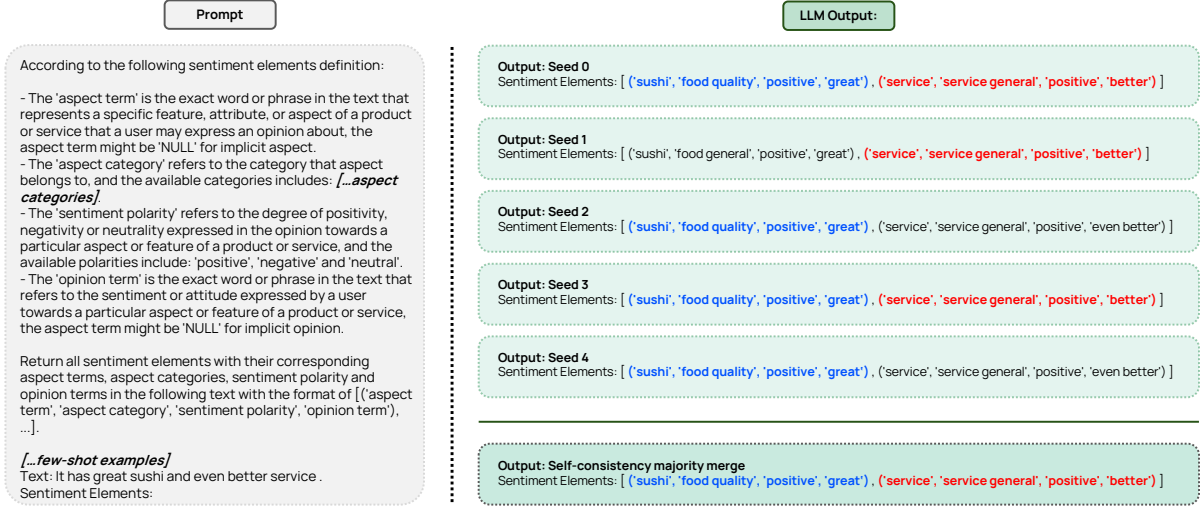 Prompt
According to the following sentiment elements definition:
- The 'aspect term' is the exact word or phrase in the text that
represents a specific feature, attribute, or aspect of a product
or service that a user may express an opinion about, the
aspect term might be 'NULL' for implicit aspect.
- The 'aspect category' refers to the category that aspect
belongs to, and the available categories includes: [...aspect
categories].
- The 'sentiment polarity' refers to the degree of positivity,
negativity or neutrality expressed in the opinion towards a
particular aspect or feature of a product or service, and the
available polarities include: 'positive', 'negative' and 'neutral'.
- The 'opinion term' is the exact word or phrase in the text that
refers to the sentiment or attitude expressed by a user
towards a particular aspect or feature of a product or service,
the aspect term might be 'NULL' for implicit opinion.
Return all sentiment elements with their corresponding
aspect terms, aspect categories, sentiment polarity and
opinion terms in the following text with the format of [('aspect
term', 'aspect category', 'sentiment polarity', 'opinion term'),
...].
[...few-shot examples]
Text: It has great sushi and even better service .
Sentiment Elements:
LLM Output:
Output: Seed 0
Sentiment Elements: [ ('sushi', 'food quality', 'positive', 'great') , ('service', 'service general', 'positive', 'better') ]
Output: Seed 1
Sentiment Elements: [ ('sushi', 'food general', 'positive', 'great') , ('service', 'service general', 'positive', 'better') ]
Output: Seed 2
Sentiment Elements: [ ('sushi', 'food quality', 'positive', 'great') , ('service', 'service general', 'positive', 'even better') ]
Output: Seed 3
Sentiment Elements: [ ('sushi', 'food quality', 'positive', 'great') , ('service', 'service general', 'positive', 'better') ]
Output: Seed 4
Sentiment Elements: [ ('sushi', 'food quality', 'positive', 'great') , ('service', 'service general', 'positive', 'even better') ]
Output: Self-consistency majority merge
Sentiment Elements: [ ('sushi', 'food quality', 'positive', 'great') , ('service', 'service general', 'positive', 'better') ]